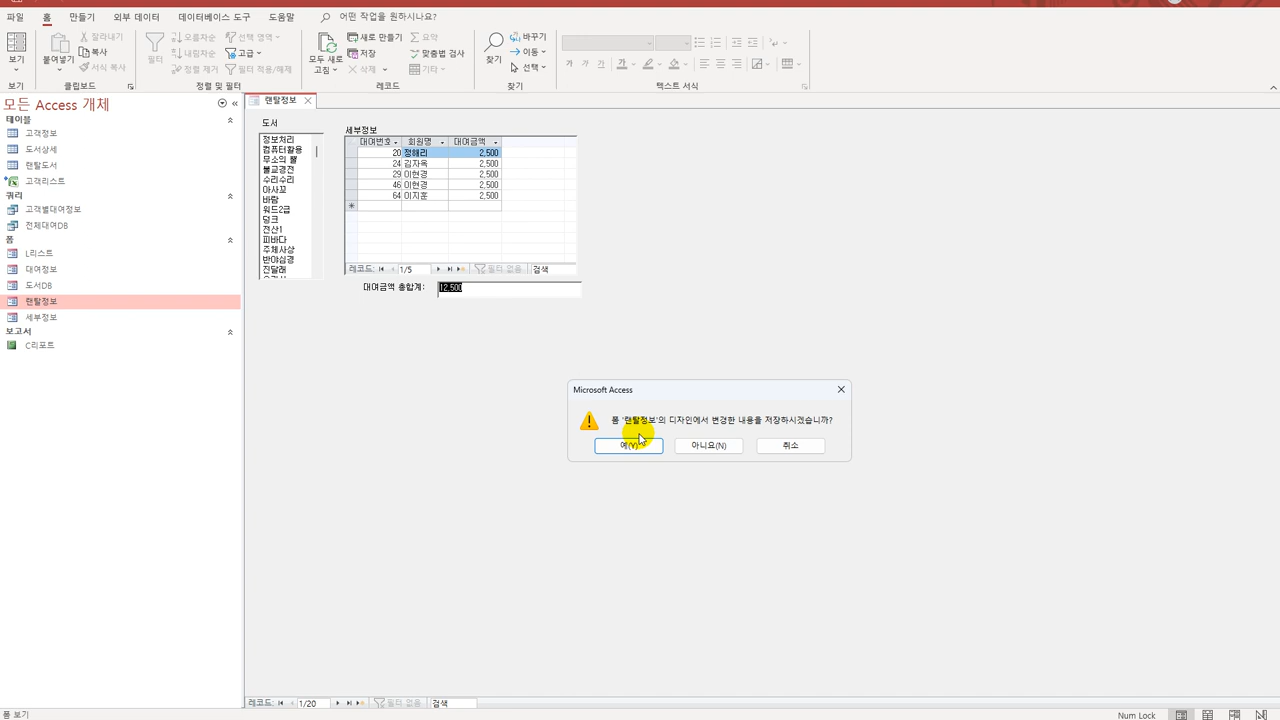 파일 홈 만들기 외부 데이터 데이터베이스 도구 도움말 어떤 작업을 원하시나요?
보기
붙여넣기
잘라내기
복사
서식 복사
필터
오름차순
내림차순
정렬 제거
선택 영역
고급
필터 적용/해제
모두 새로 고침
새로 만들기
저장
삭제
요약
맞춤법 검사
기타
찾기
바꾸기
이동
선택
가 가 가 가
보기 클립보드 정렬 및 필터 레코드 찾기 텍스트 서식
모든 Access 개체
테이블
고객정보
도서상세
랜탈도서
고객리스트
쿼리
고객별대여정보
전체대여DB
폼
L리스트
대여정보
도서DB
랜탈정보
세부정보
보고서
C리포트
랜탈정보
도서
정보처리
컴퓨터활용
무소의 뿔
불교경전
수리수리
아사꼬
바람
워드2급
덩크
전산1
피바다
주체사상
반야심경
진달래
세부정보
대여번호 회원명 대여금액
20 정해리 2,500
24 김자옥 2,500
29 이현경 2,500
46 이현경 2,500
64 이지훈 2,500
레코드: 1/5 필터 없음 검색
대여금액 총합계: 12,500
Microsoft Access
폼 '랜탈정보'의 디자인에서 변경한 내용을 저장하시겠습니까?
예(Y) 아니요(N) 취소
레코드: 1/20 필터 없음 검색
폼 보기 Num Lock